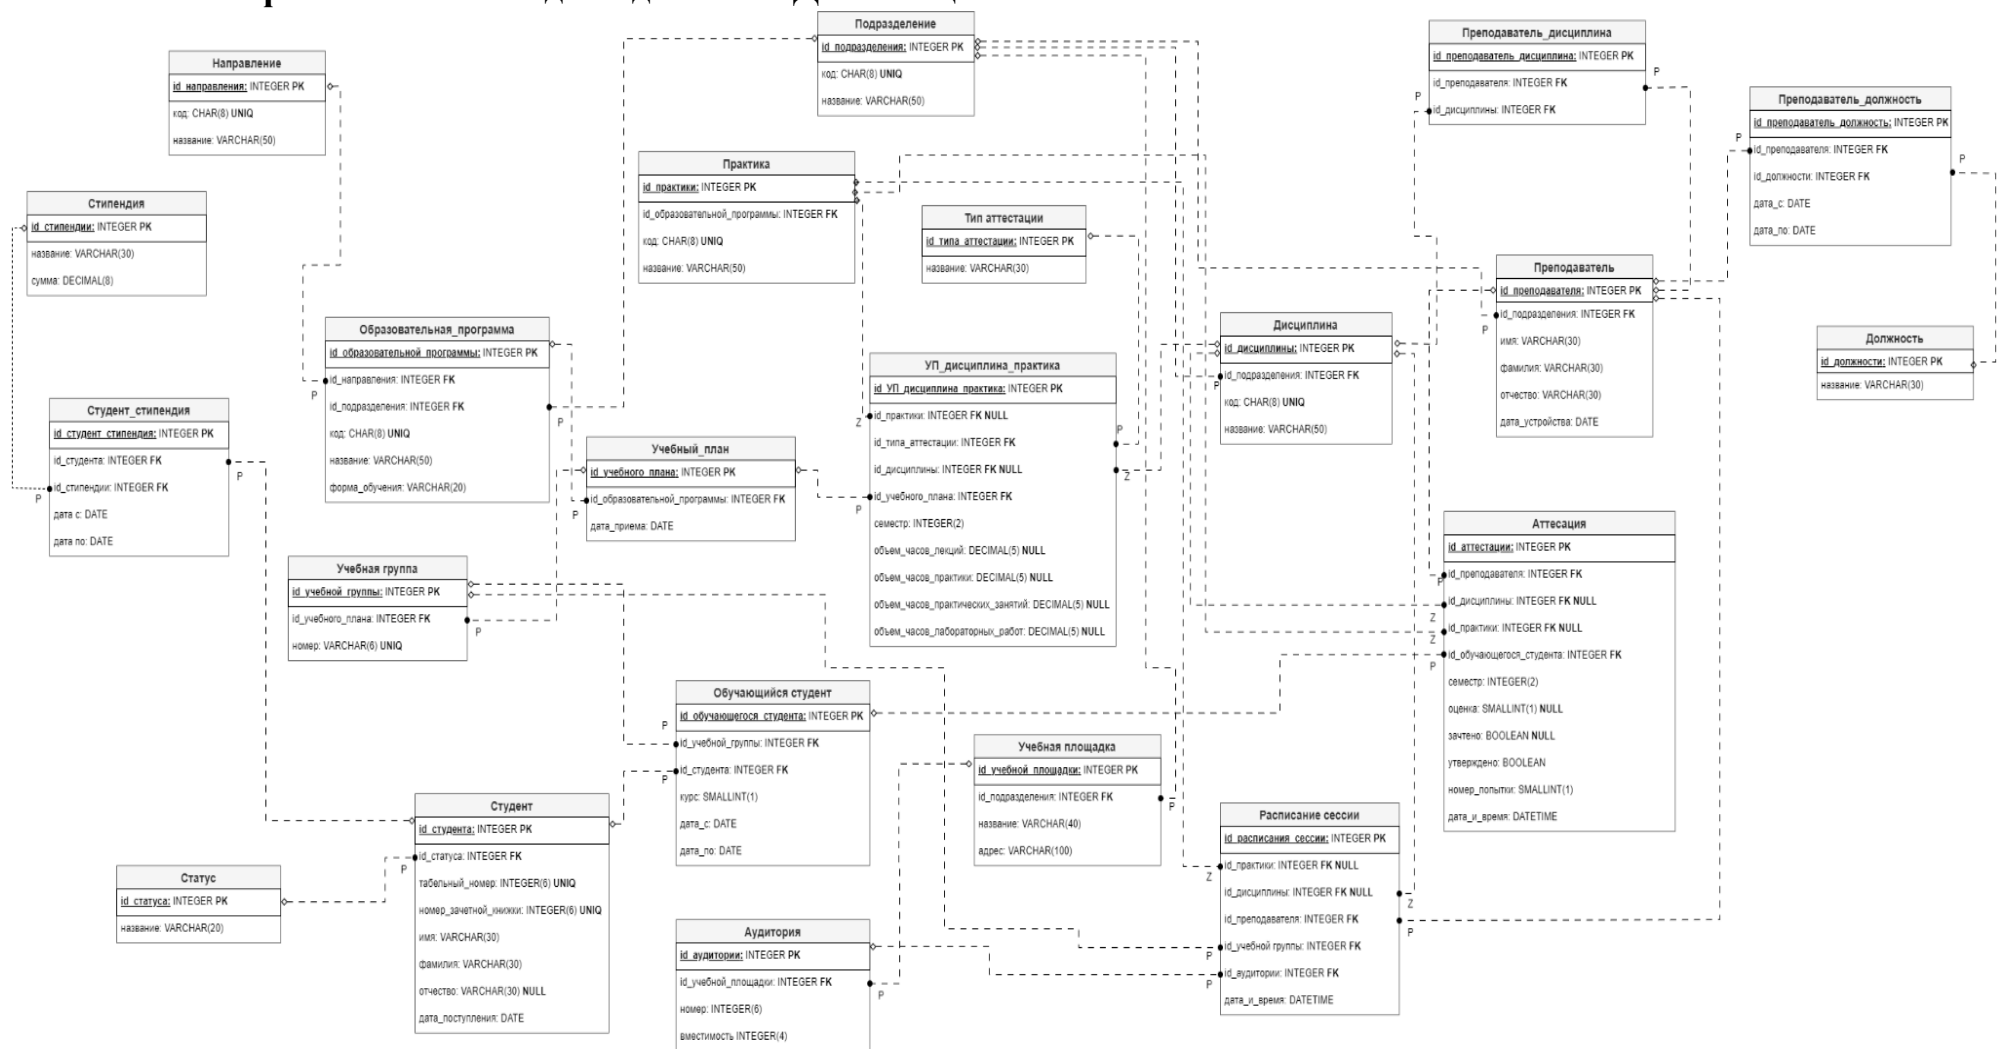 Подразделение
id_подразделения: INTEGER PK
код: CHAR(8) UNIQ
название: VARCHAR(50)
Преподаватель_дисциплина
id_преподаватель_дисциплина: INTEGER PK
id_преподавателя: INTEGER FK
id_дисциплины: INTEGER FK
P
P
Направление
id_направления: INTEGER PK
код: CHAR(8) UNIQ
название: VARCHAR(50)
Преподаватель_должность
id_преподаватель_должность: INTEGER PK
id_преподавателя: INTEGER FK
id_должности: INTEGER FK
дата_с: DATE
дата_по: DATE
P
P
Практика
id_практики: INTEGER PK
id_образовательной_программы: INTEGER FK
код: CHAR(8) UNIQ
название: VARCHAR(50)
Стипендия
id_стипендии: INTEGER PK
название: VARCHAR(30)
сумма: DECIMAL(8)
Тип аттестации
id_типа_аттестации: INTEGER PK
название: VARCHAR(30)
Преподаватель
id_преподавателя: INTEGER PK
id_подразделения: INTEGER FK
имя: VARCHAR(30)
фамилия: VARCHAR(30)
отчество: VARCHAR(30)
дата_устройства: DATE
P
Образовательная_программа
id_образовательной_программы: INTEGER PK
id_направления: INTEGER FK
id_подразделения: INTEGER FK
код: CHAR(8) UNIQ
название: VARCHAR(50)
форма_обучения: VARCHAR(20)
P
P
Дисциплина
id_дисциплины: INTEGER PK
id_подразделения: INTEGER FK
код: CHAR(8) UNIQ
название: VARCHAR(50)
P
Должность
id_должности: INTEGER PK
название: VARCHAR(30)
УП_дисциплина_практика
id_УП_дисциплина_практика: INTEGER PK
id_практики: INTEGER FK NULL
id_типа_аттестации: INTEGER FK
id_дисциплины: INTEGER FK NULL
id_учебного_плана: INTEGER FK
семестр: INTEGER(2)
объем_часов_лекций: DECIMAL(5) NULL
объем_часов_практики: DECIMAL(5) NULL
объем_часов_практических_занятий: DECIMAL(5) NULL
объем_часов_лабораторных_работ: DECIMAL(5) NULL
Z
P
Z
P
Студент_стипендия
id_студент_стипендия: INTEGER PK
id_студента: INTEGER FK
id_стипендии: INTEGER FK
дата с: DATE
дата по: DATE
P
P
Учебный_план
id_учебного_плана: INTEGER PK
id_образовательной_программы: INTEGER FK
дата_приема: DATE
P
Аттесация
id_аттестации: INTEGER PK
id_преподавателя: INTEGER FK
id_дисциплины: INTEGER FK NULL
id_практики: INTEGER FK NULL
id_обучающегося_студента: INTEGER FK
семестр: INTEGER(2)
оценка: SMALLINT(1) NULL
зачтено: BOOLEAN NULL
утверждено: BOOLEAN
номер_попытки: SMALLINT(1)
дата_и_время: DATETIME
P
Z
Z
P
Учебная группа
id_учебной_группы: INTEGER PK
id_учебного_плана: INTEGER FK
номер: VARCHAR(6) UNIQ
P
Обучающийся студент
id_обучающегося_студента: INTEGER PK
id_учебной_группы: INTEGER FK
id_студента: INTEGER FK
курс: SMALLINT(1)
дата_с: DATE
дата_по: DATE
P
P
Учебная площадка
id_учебной_площадки: INTEGER PK
id_подразделения: INTEGER FK
название: VARCHAR(40)
адрес: VARCHAR(100)
P
Студент
id_студента: INTEGER PK
id_статуса: INTEGER FK
табельный_номер: INTEGER(6) UNIQ
номер_зачетной_книжки: INTEGER(6) UNIQ
имя: VARCHAR(30)
фамилия: VARCHAR(30)
отчество: VARCHAR(30) NULL
дата_поступления: DATE
P
Расписание сессии
id_расписания_сессии: INTEGER PK
id_практики: INTEGER FK NULL
id_дисциплины: INTEGER FK NULL
id_преподавателя: INTEGER FK
id_учебной группы: INTEGER FK
id_аудитории: INTEGER FK
дата_и_время: DATETIME
Z
Z
P
P
P
Статус
id_статуса: INTEGER PK
название: VARCHAR(20)
Аудитория
id_аудитории: INTEGER PK
id_учебной_площадки: INTEGER FK
номер: INTEGER(6)
вместимость INTEGER(4)
P